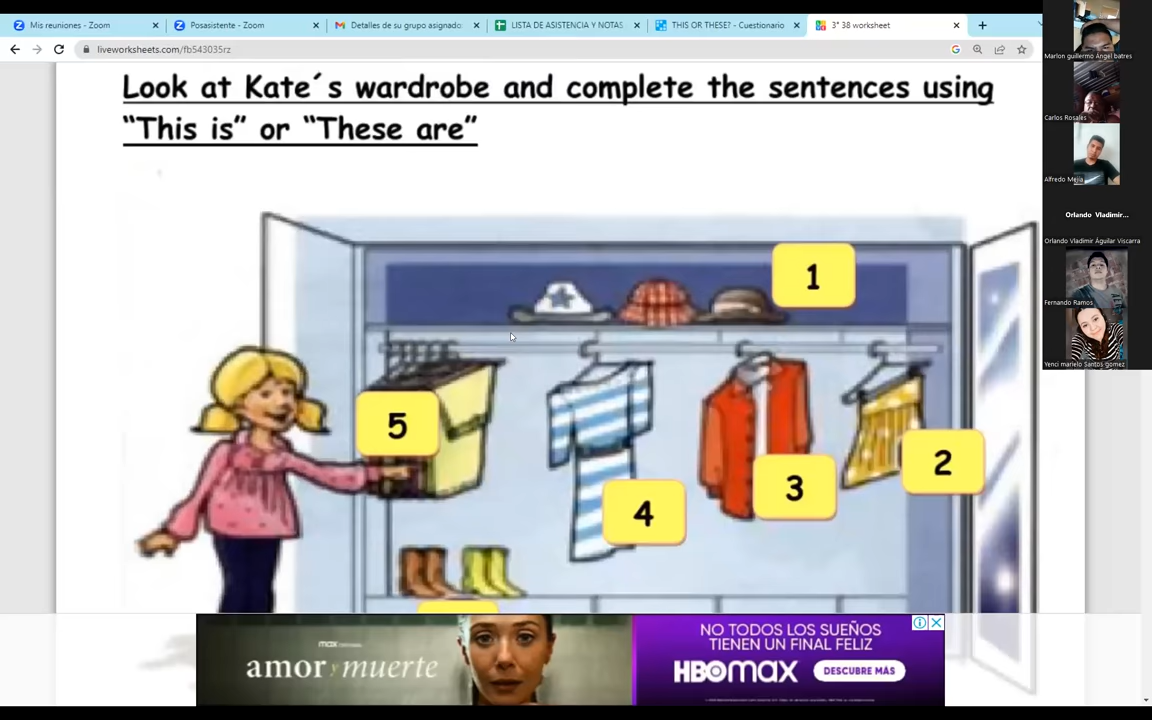 Mis reuniones - Zoom
Posasistente - Zoom
Detalles de su grupo asignado:
LISTA DE ASISTENCIA Y NOTAS
THIS OR THESE? - Cuestionario
3° 38 worksheet
liveworksheets.com/fb543035rz
Look at Kate´s wardrobe and complete the sentences using
“This is” or “These are”
1
5
2
3
4
max
amor y muerte
NO TODOS LOS SUEÑOS
TIENEN UN FINAL FELIZ
HBOMAX
DESCUBRE MÁS
Marlon guillermo Ángel batres
Carlos Rosales
Alfredo Mejía
Orlando Vladimir...
Orlando Vladimir Águilar Viscarra
Fernando Ramos
Yenci marielo Santos gomez